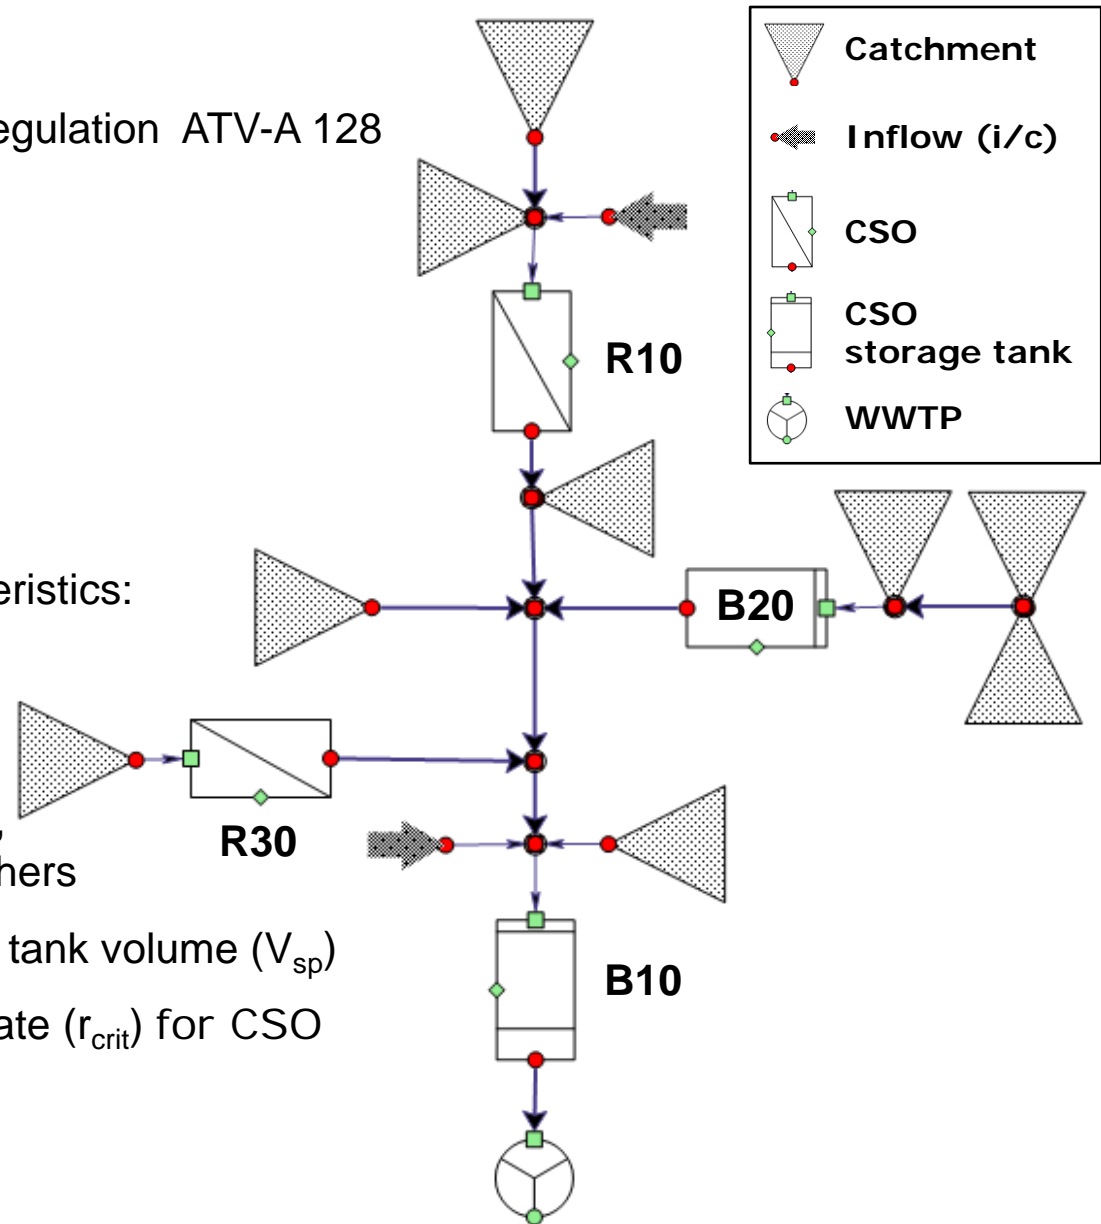 egulation ATV-A 128
eristics:
,
hers
tank volume (Vsp)
ate (rcrit) for CSO
R10
B20
R30
B10
Catchment
Inflow (i/c)
CSO
CSO
storage tank
WWTP